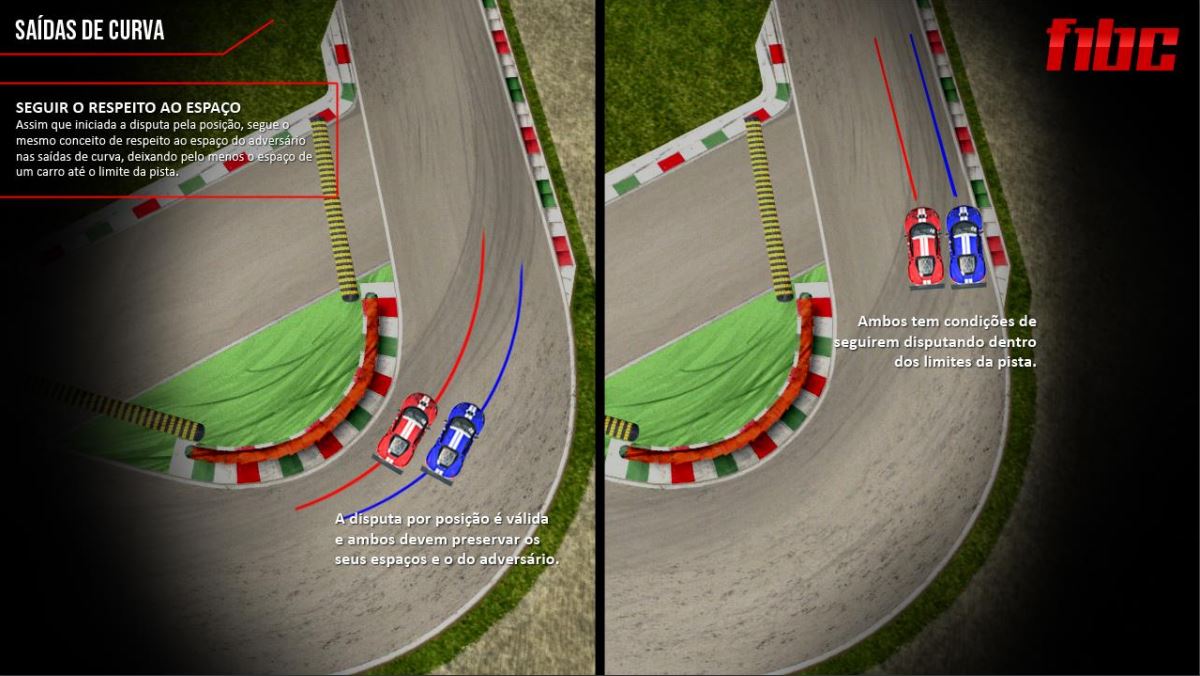 SAÍDAS DE CURVA
SEGUIR O RESPEITO AO ESPAÇO
Assim que iniciada a disputa pela posição, segue o
mesmo conceito de respeito ao espaço do adversário
nas saídas de curva, deixando pelo menos o espaço de
um carro até o limite da pista.
A disputa por posição é válida
e ambos devem preservar os
seus espaços e o do adversário.
f1bc
Ambos tem condições de
seguirem disputando dentro
dos limites da pista.